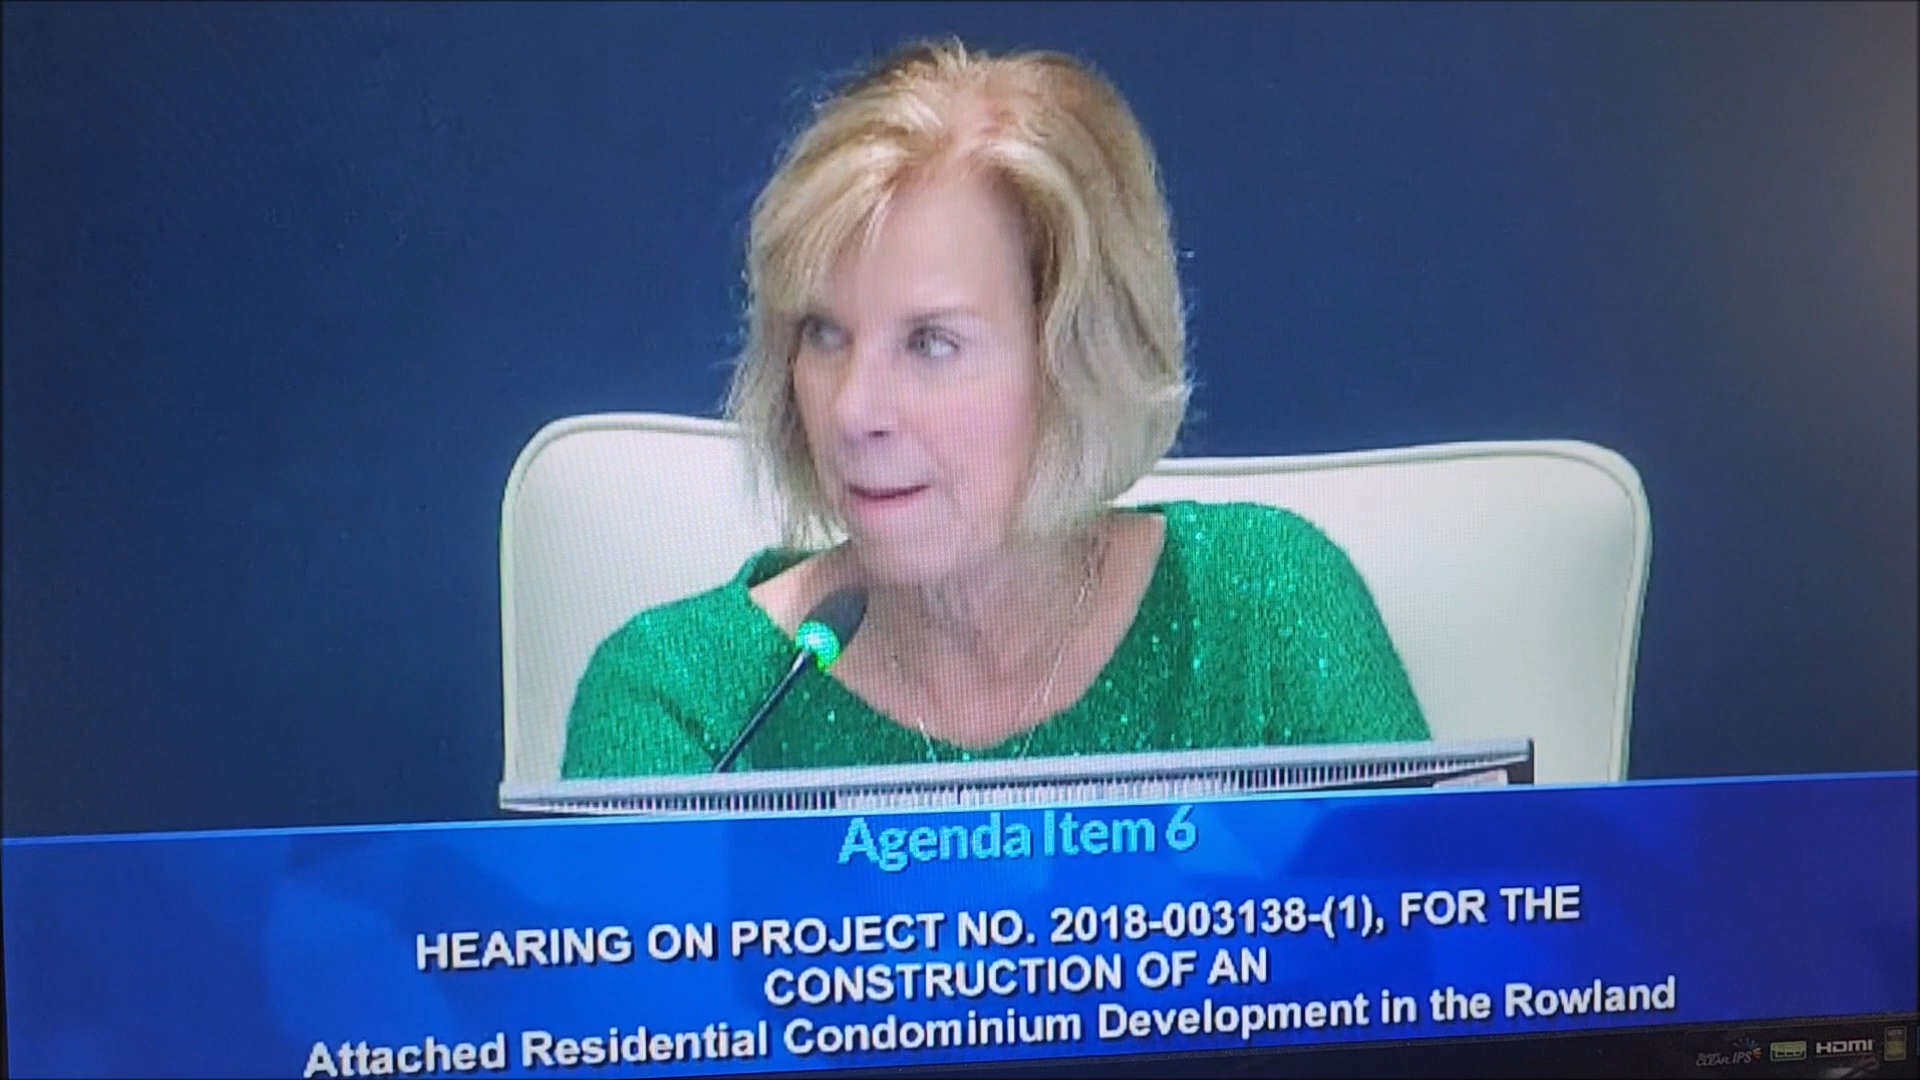 Agenda Item 6
HEARING ON PROJECT NO. 2018-003138-(1), FOR THE
CONSTRUCTION OF AN
Attached Residential Condominium Development in the Rowland
HDMI